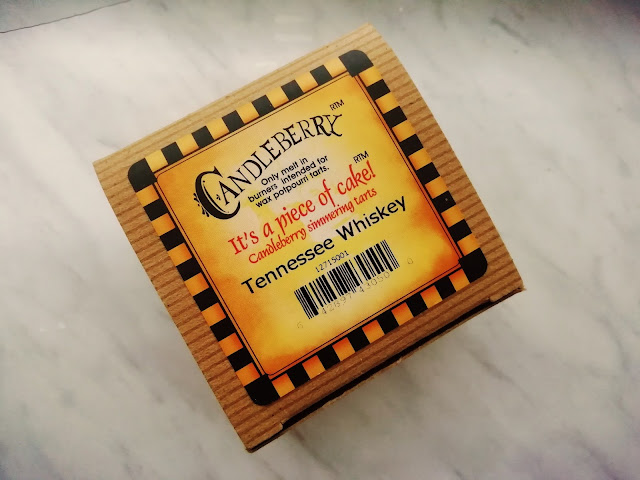 CANDLEBERRY RTM
Only melt in
burners intended for
wax potpourri tarts.
It's a piece of cake! RTM
Candleberry simmering tarts
Tennessee Whiskey
12715001